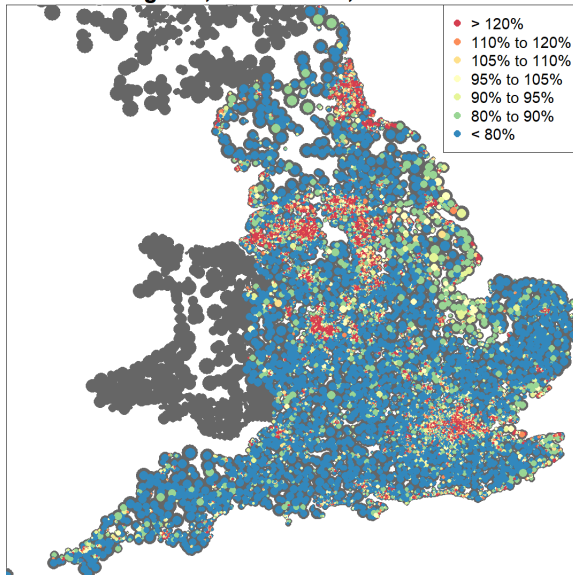 > 120%
110% to 120%
105% to 110%
95% to 105%
90% to 95%
80% to 90%
< 80%